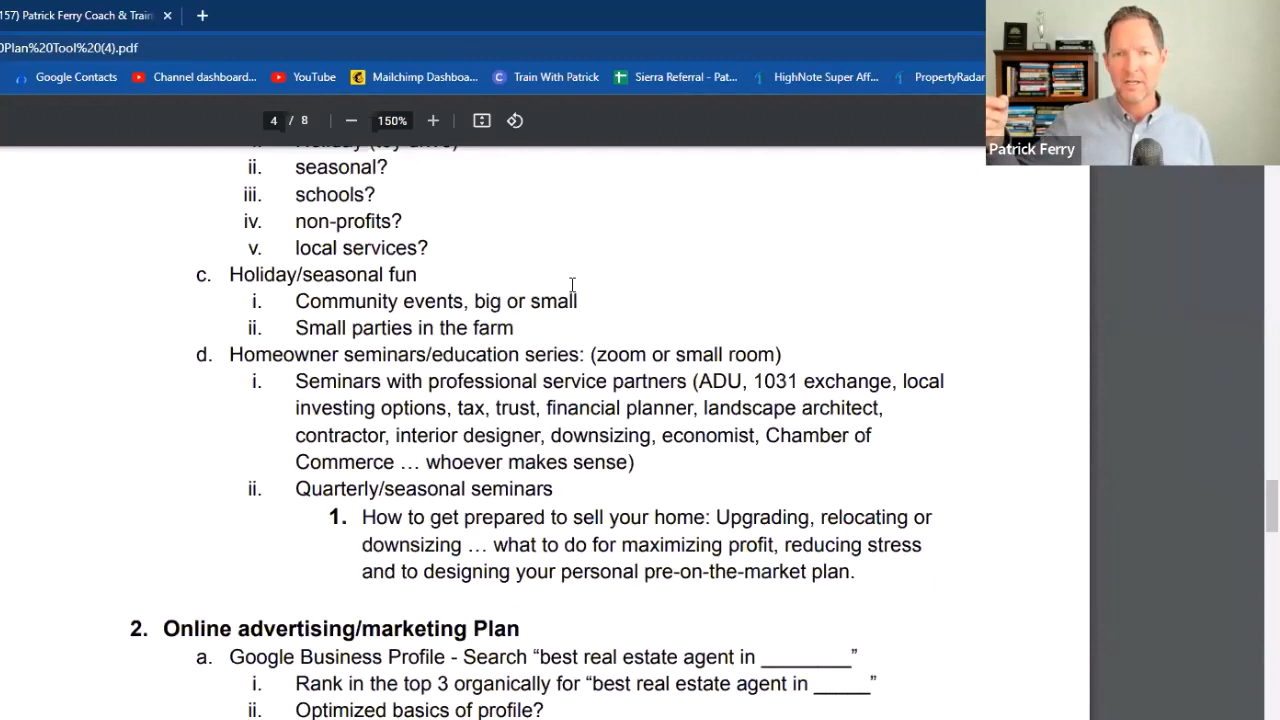 157) Patrick Ferry Coach & Train
Plan%20Tool%20(4).pdf
Google Contacts
Channel dashboard...
YouTube
Mailchimp Dashboa...
Train With Patrick
Sierra Referral - Pat...
HighNote Super Aff...
PropertyRadar
4 / 8
150%
Patrick Ferry
ii. seasonal?
iii. schools?
iv. non-profits?
v. local services?
c. Holiday/seasonal fun
i. Community events, big or small
ii. Small parties in the farm
d. Homeowner seminars/education series: (zoom or small room)
i. Seminars with professional service partners (ADU, 1031 exchange, local
investing options, tax, trust, financial planner, landscape architect,
contractor, interior designer, downsizing, economist, Chamber of
Commerce … whoever makes sense)
ii. Quarterly/seasonal seminars
1. How to get prepared to sell your home: Upgrading, relocating or
downsizing … what to do for maximizing profit, reducing stress
and to designing your personal pre-on-the-market plan.
2. Online advertising/marketing Plan
a. Google Business Profile - Search “best real estate agent in ________”
i. Rank in the top 3 organically for “best real estate agent in _____”
ii. Optimized basics of profile?